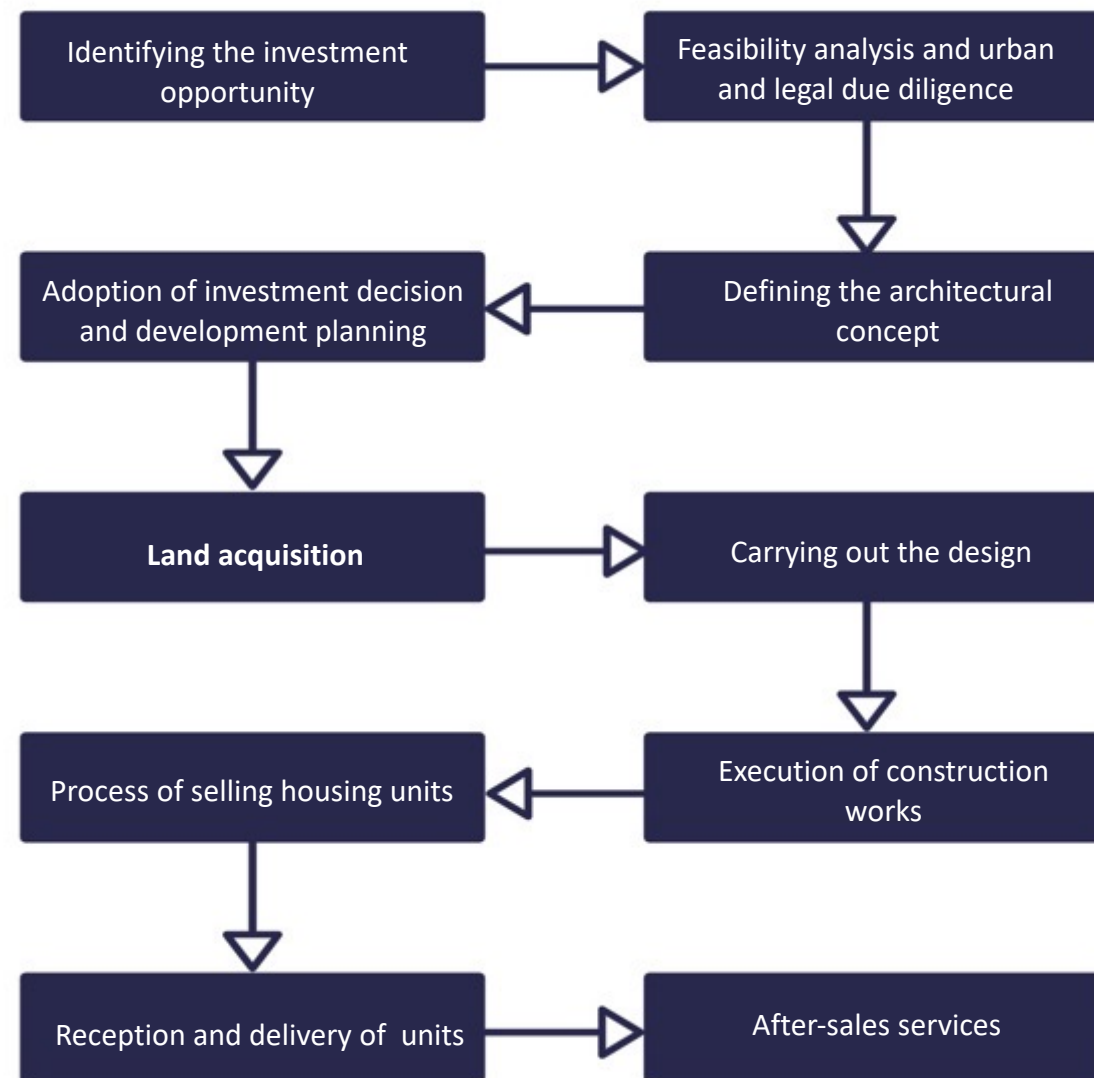 Identifying the investment
opportunity
Feasibility analysis and urban
and legal due diligence
Defining the architectural
concept
Adoption of investment decision
and development planning
Land acquisition
Carrying out the design
Execution of construction
works
Process of selling housing units
Reception and delivery of units
After-sales services